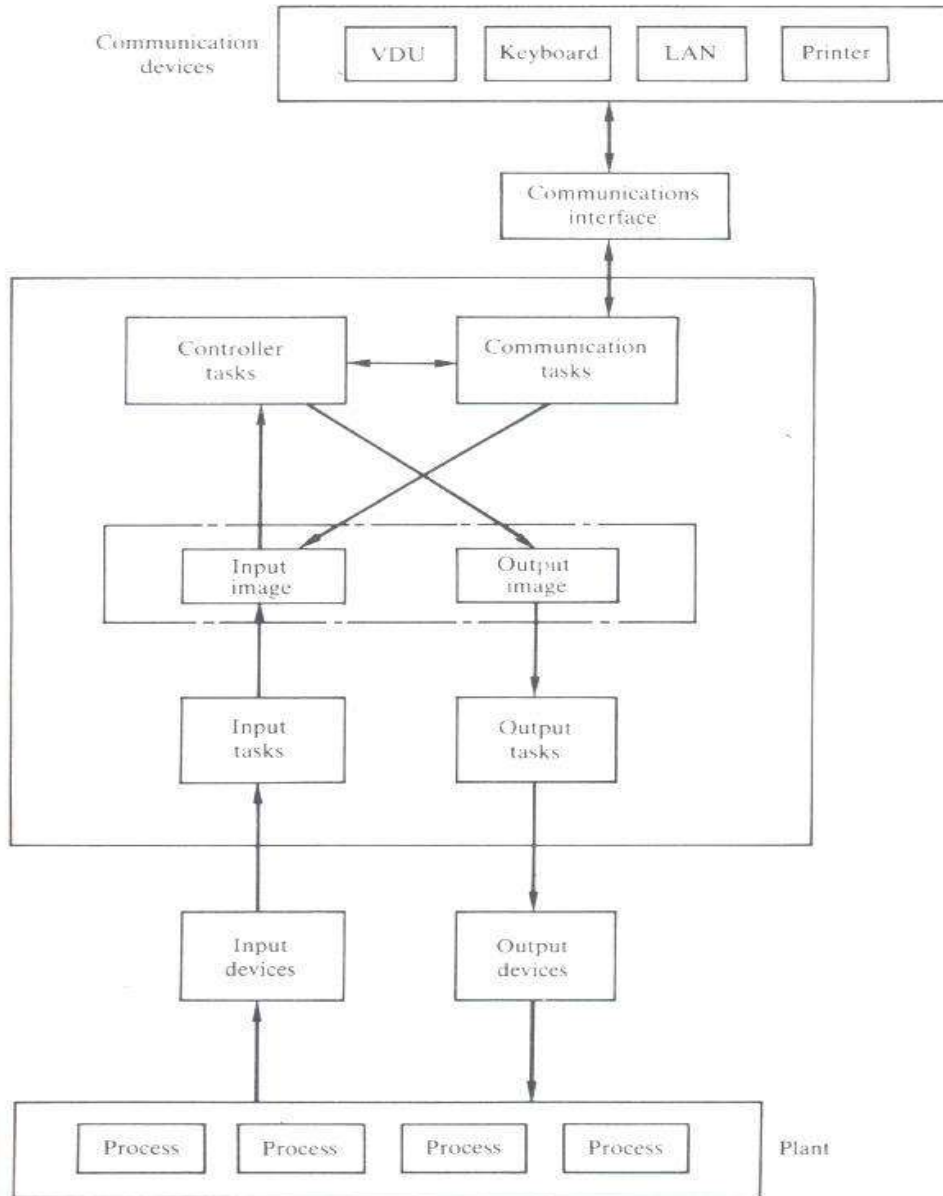 Communication
devices
VDU
Keyboard
LAN
Printer
Communications
interface
Controller
tasks
Communication
tasks
Input
image
Output
image
Input
tasks
Output
tasks
Input
devices
Output
devices
Process
Process
Process
Process
Plant